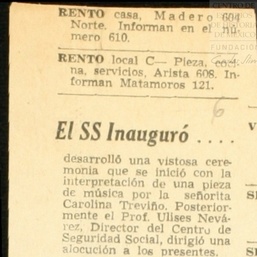 RENTO casa, Madero 604
Norte. Informan en el nú-
mero 610.
RENTO local C— Pieza, coci-
na, servicios, Arista 608. In-
forman Matamoros 121.
6
El SS Inauguró ....
desarrolló una vistosa cere-
monia que se inició con la
interpretación de una pieza
de música por la señorita
Carolina Treviño. Posterior-
mente el Prof. Ulises Nevá-
rez, Director del Centro de
Seguridad Social, dirigió una
alocución a los presentes.